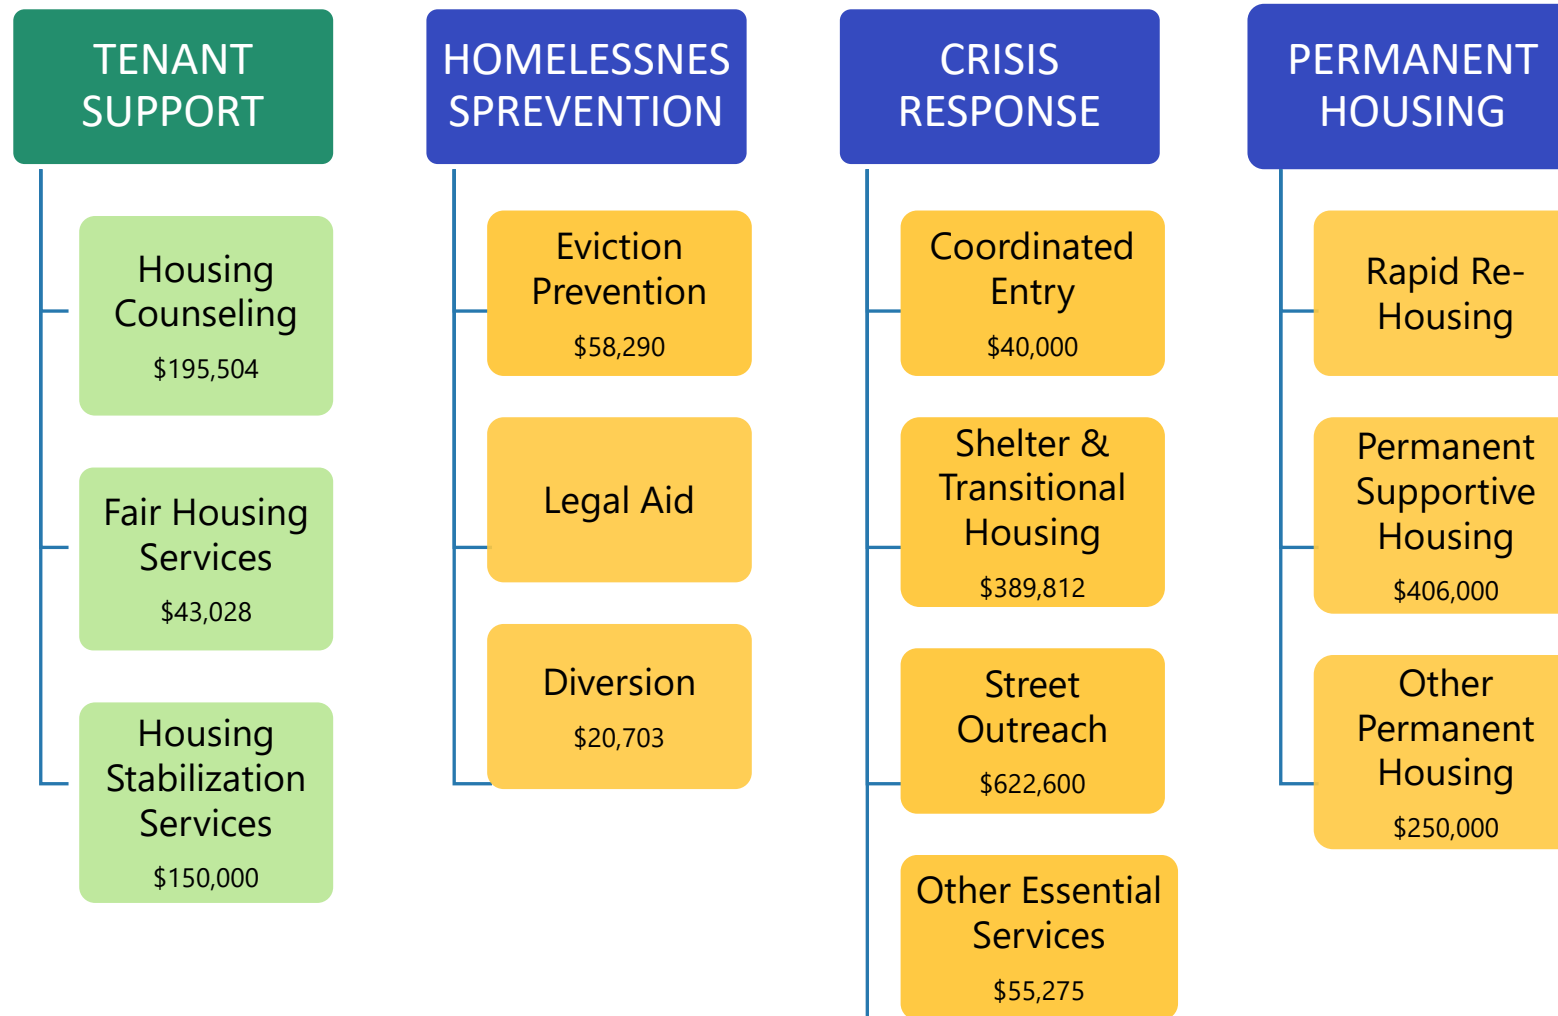 TENANT
SUPPORT
Housing
Counseling
$195,504
Fair Housing
Services
$43,028
Housing
Stabilization
Services
$150,000
HOMELESSNES
SPREVENTION
Eviction
Prevention
$58,290
Legal Aid
Diversion
$20,703
CRISIS
RESPONSE
Coordinated
Entry
$40,000
Shelter &
Transitional
Housing
$389,812
Street
Outreach
$622,600
Other Essential
Services
$55,275
PERMANENT
HOUSING
Rapid Re-
Housing
Permanent
Supportive
Housing
$406,000
Other
Permanent
Housing
$250,000